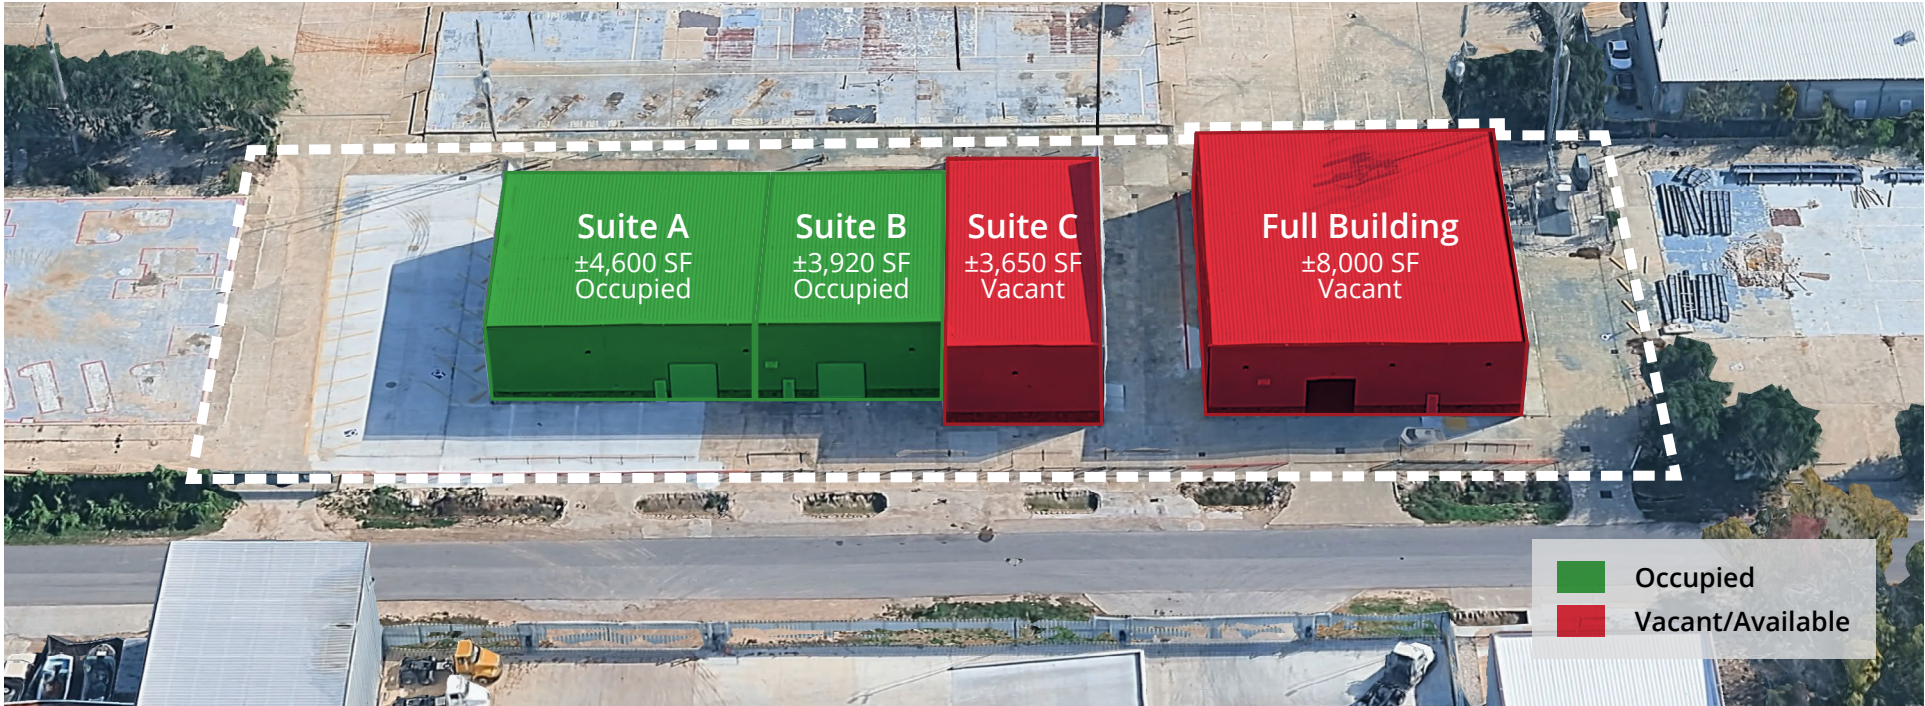 Suite A
±4,600 SF
Occupied
Suite B
±3,920 SF
Occupied
Suite C
±3,650 SF
Vacant
Full Building
±8,000 SF
Vacant
Occupied
Vacant/Available